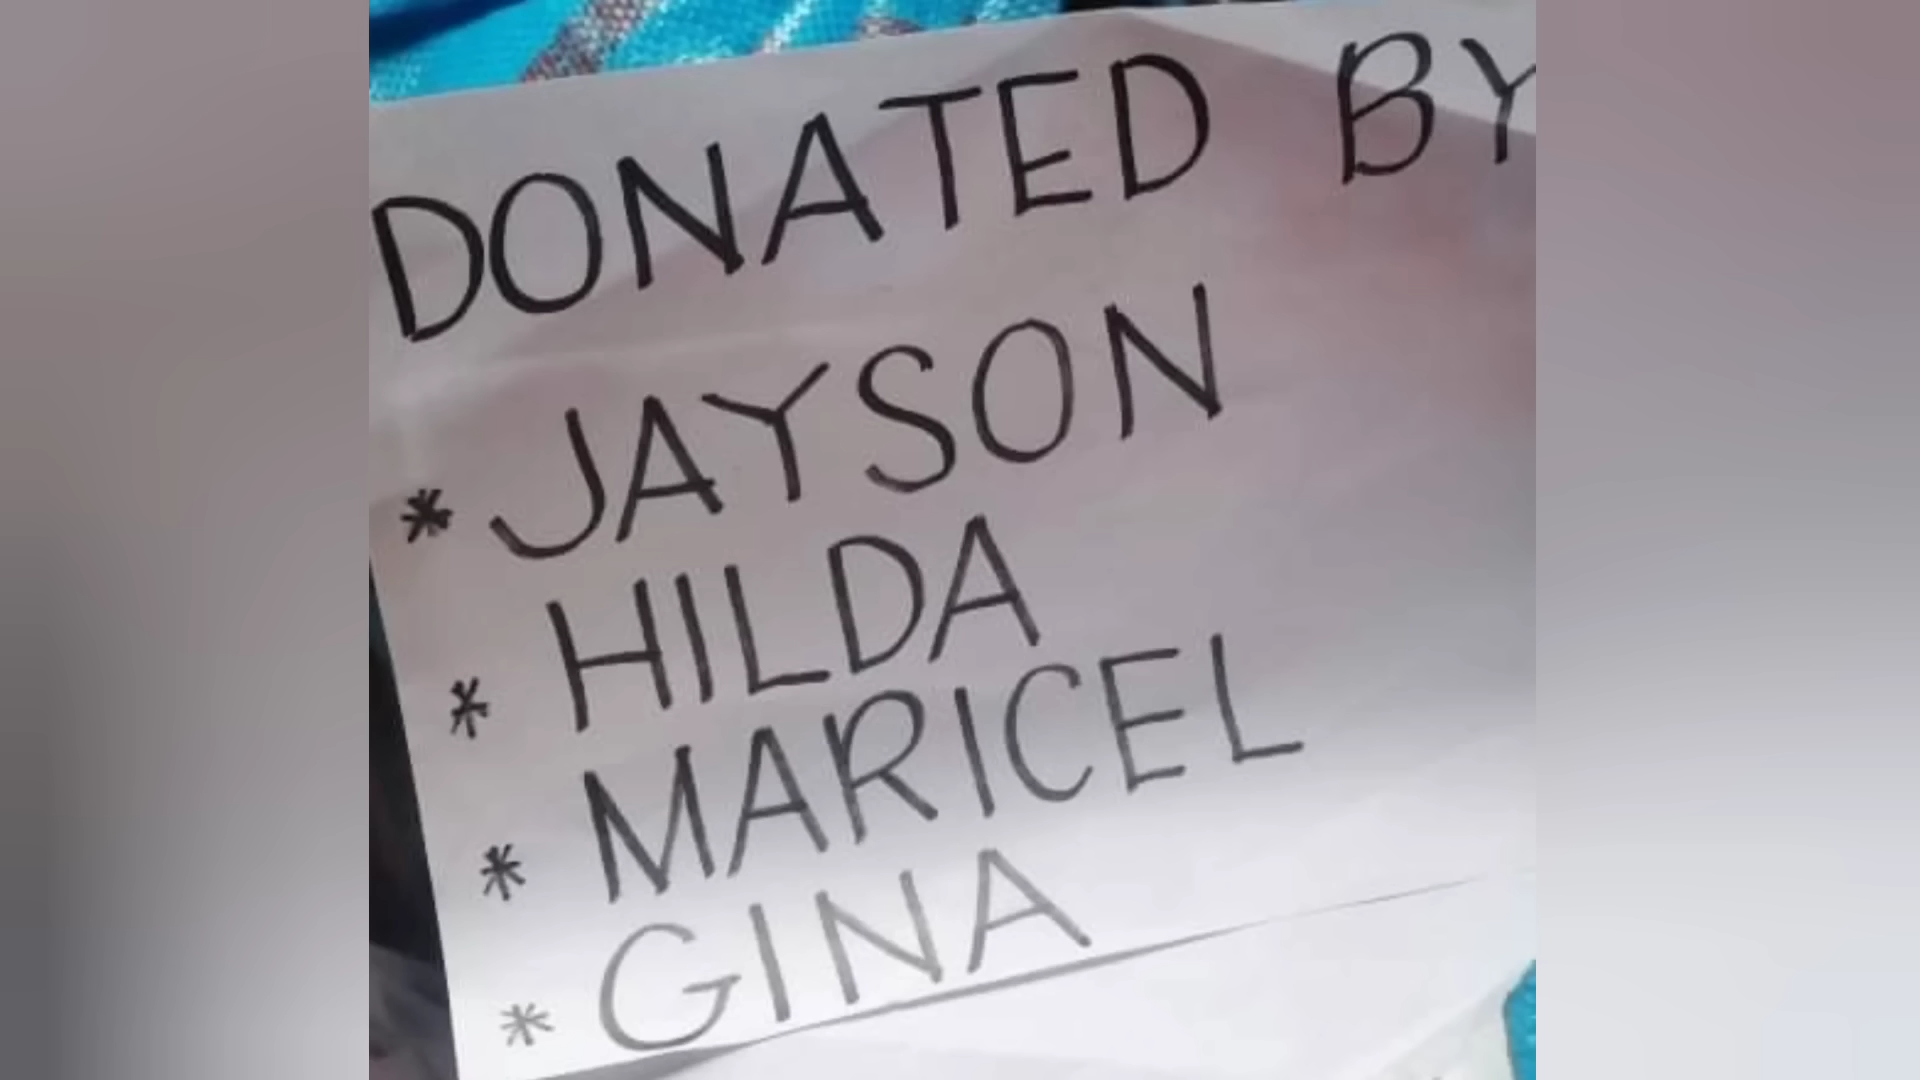 DONATED BY
* JAYSON
* HILDA
* MARICEL
* GINA